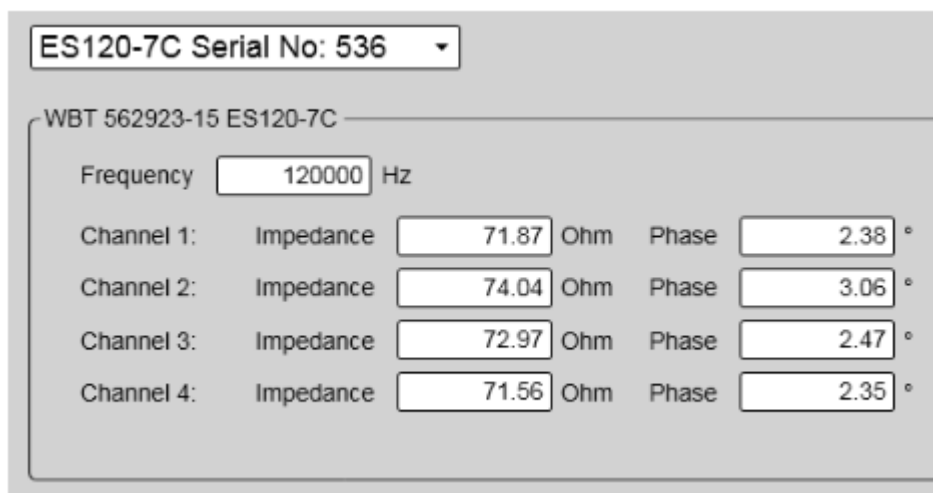 ES120-7C Serial No: 536
WBT 562923-15 ES120-7C
Frequency 120000 Hz
Channel 1: Impedance 71.87 Ohm Phase 2.38 °
Channel 2: Impedance 74.04 Ohm Phase 3.06 °
Channel 3: Impedance 72.97 Ohm Phase 2.47 °
Channel 4: Impedance 71.56 Ohm Phase 2.35 °